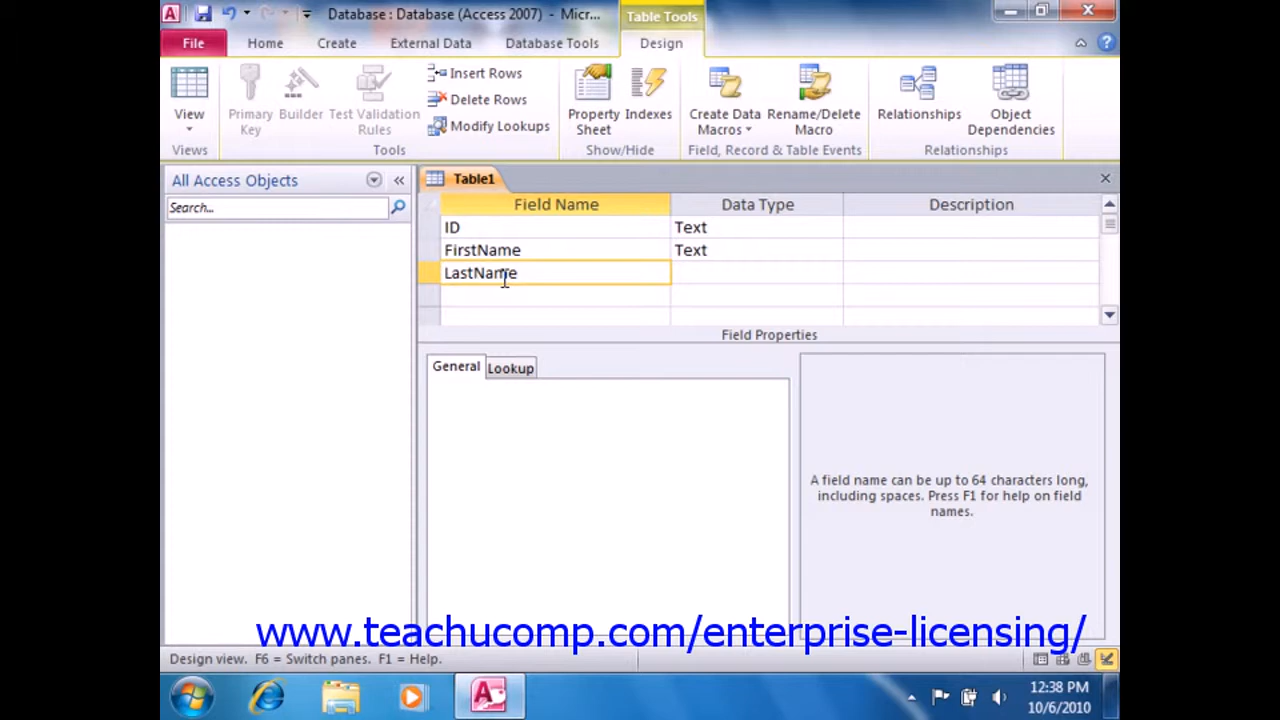 Database : Database (Access 2007) - Micr...
Table Tools
File
Home
Create
External Data
Database Tools
Design
View
Primary Key
Builder
Test Validation Rules
Insert Rows
Delete Rows
Modify Lookups
Property Sheet
Indexes
Create Data Macros
Rename/Delete Macro
Relationships
Object Dependencies
Views
Tools
Show/Hide
Field, Record & Table Events
Relationships
All Access Objects
Search...
Table1
Field Name Data Type Description
ID Text
FirstName Text
LastName
Field Properties
General
Lookup
A field name can be up to 64 characters long,
including spaces. Press F1 for help on field
names.
www.teachucomp.com/enterprise-licensing/
Design view. F6 = Switch panes. F1 = Help.
12:38 PM
10/6/2010